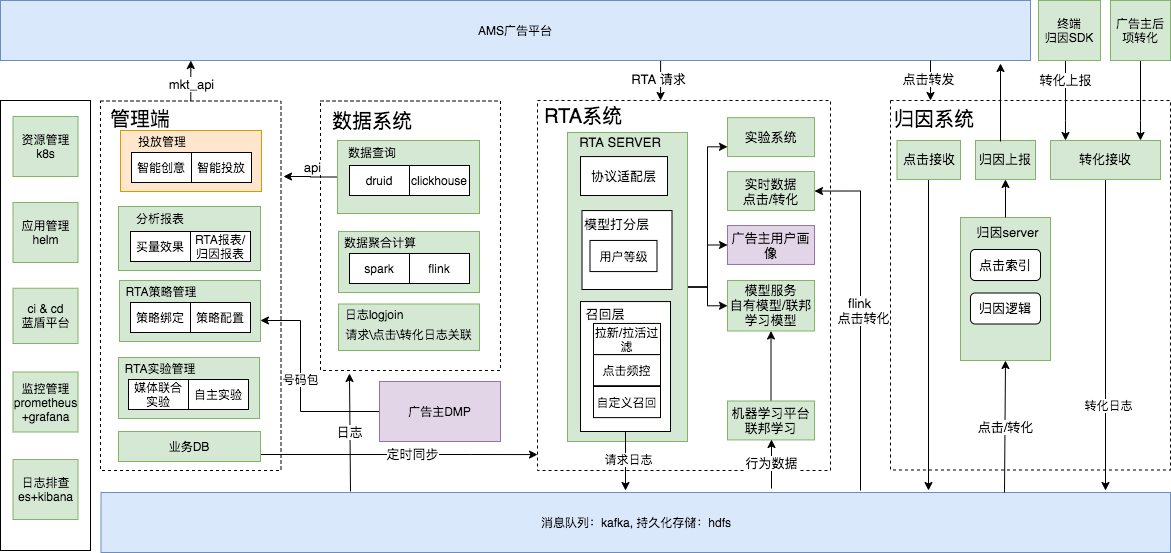 AMS广告平台
终端
归因SDK
广告主后
项转化
mkt_api
RTA 请求
点击转发
转化上报
资源管理
k8s
应用管理
helm
ci & cd
蓝盾平台
监控管理
prometheus
+grafana
日志排查
es+kibana
管理端
投放管理
智能创意
智能投放
分析报表
买量效果
RTA报表/
归因报表
RTA策略管理
策略绑定
策略配置
RTA实验管理
媒体联合
实验
自主实验
业务DB
api
号码包
数据系统
数据查询
druid
clickhouse
数据聚合计算
spark
flink
日志logjoin
请求\点击\转化日志关联
广告主DMP
日志
定时同步
RTA系统
RTA SERVER
协议适配层
模型打分层
用户等级
召回层
拉新/拉活过
滤
点击频控
自定义召回
请求日志
实验系统
实时数据
点击/转化
广告主用户画
像
模型服务
自有模型/联邦
学习模型
机器学习平台
联邦学习
行为数据
flink
点击转化
归因系统
点击接收
归因上报
转化接收
归因server
点击索引
归因逻辑
点击/转化
转化日志
消息队列：kafka, 持久化存储：hdfs